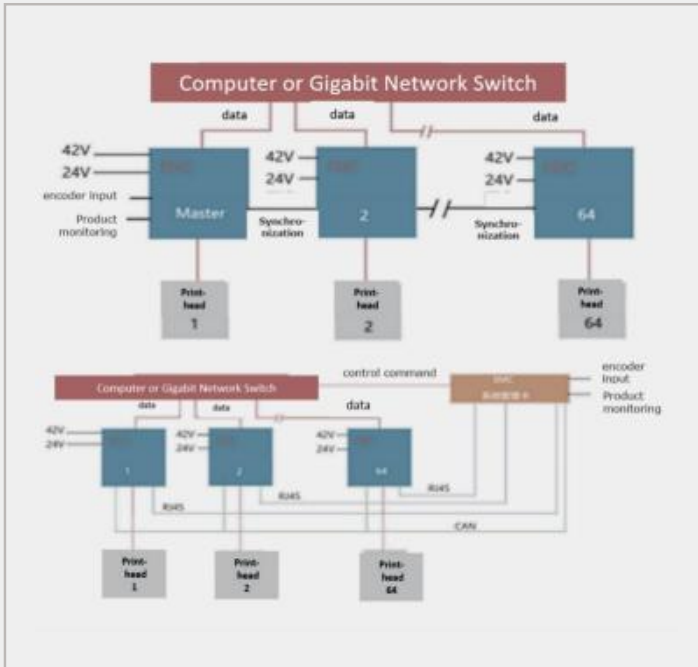 Computer or Gigabit Network Switch
data data data
42V 42V 42V
24V 24V 24V
encoder input
Product monitoring
Master 2 64
Synchro-
nization
Synchro-
nization
Print-
head
1
Print-
head
2
Print-
head
64
Computer or Gigabit Network Switch
control command
encoder
input
Product
monitoring
data data data
42V 42V 42V
24V 24V 24V
1 2 64
RJ45 RJ45 RJ45
CAN
Print-
head
1
Print-
head
2
Print-
head
64